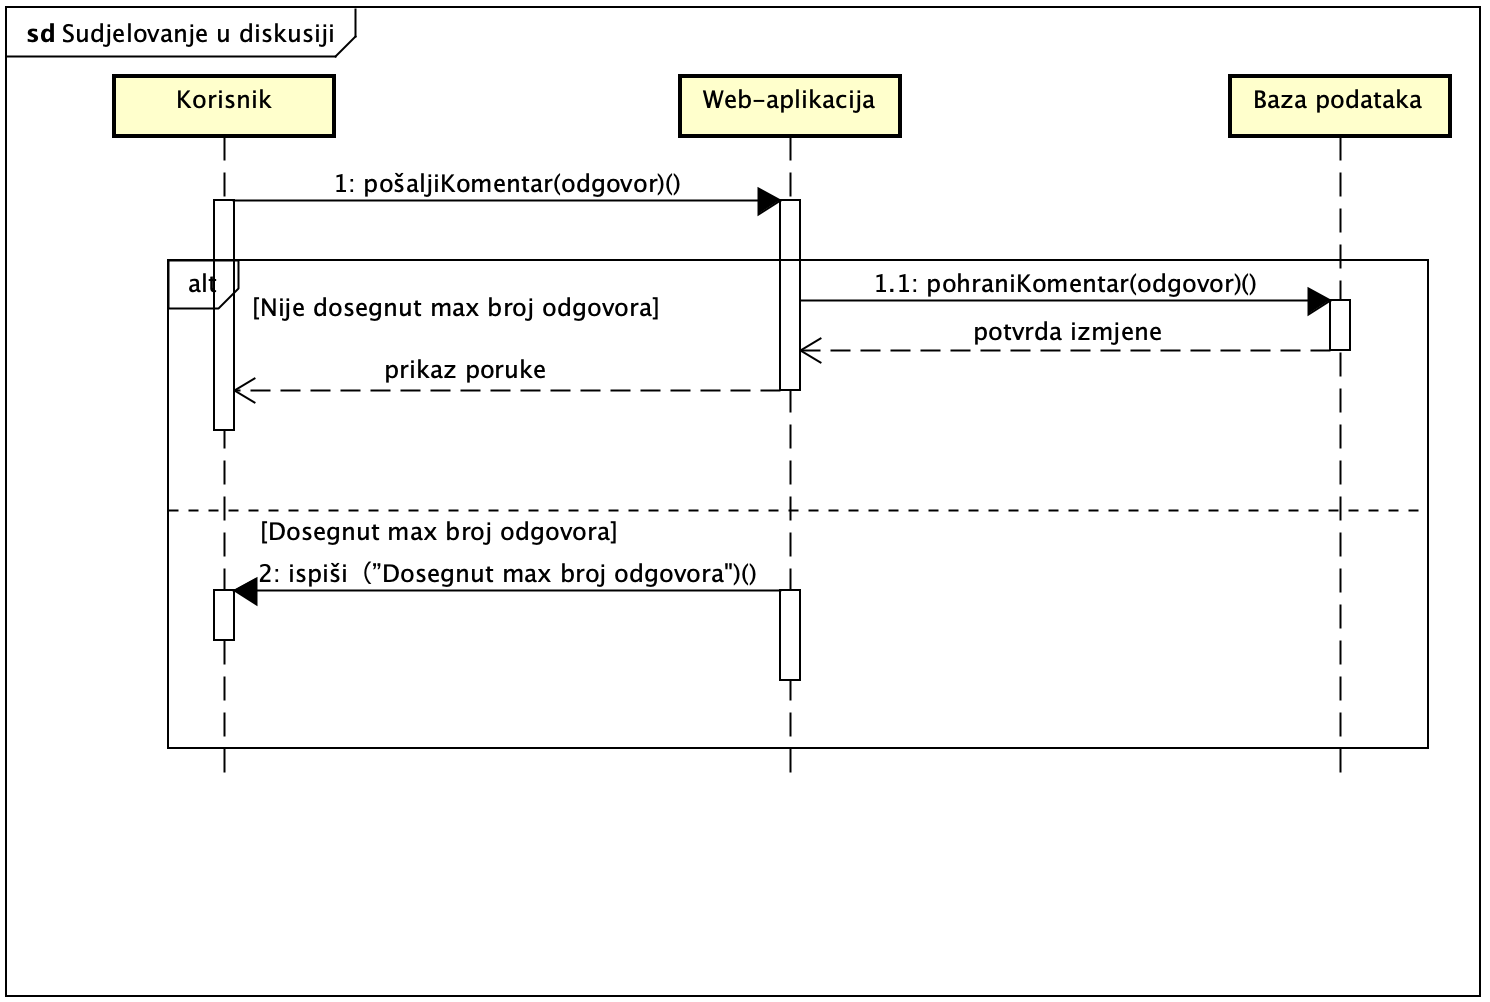 sd Sudjelovanje u diskusiji
Korisnik
Web-aplikacija
Baza podataka
1: pošaljiKomentar(odgovor)()
alt
[Nije dosegnut max broj odgovora]
1.1: pohraniKomentar(odgovor)()
potvrda izmjene
prikaz poruke
[Dosegnut max broj odgovora]
2: ispiši（”Dosegnut max broj odgovora")()